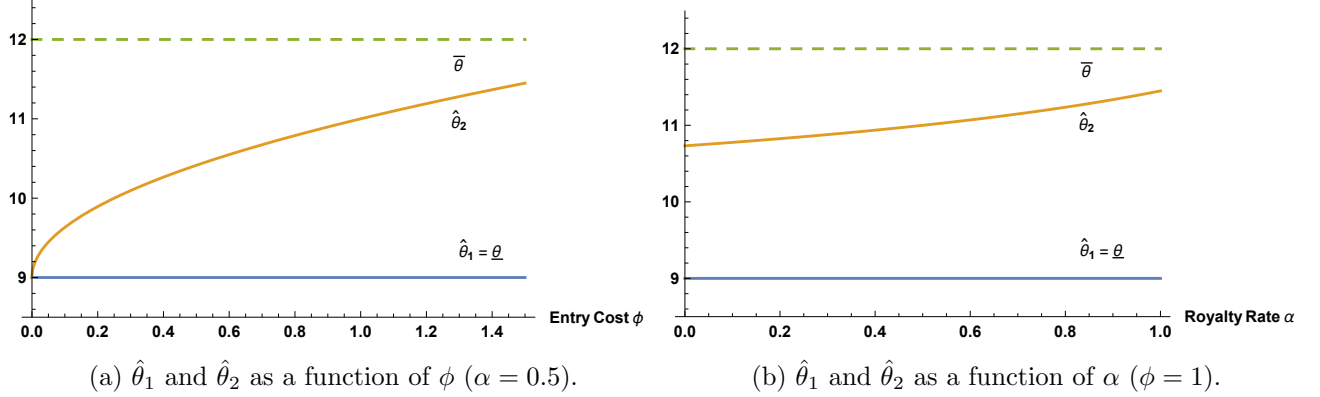 12
11
10
9
0.0 0.2 0.4 0.6 0.8 1.0 1.2 1.4
θ̅
θ̂₂
θ̂₁ = θ̲
Entry Cost ϕ
(a) θ̂₁ and θ̂₂ as a function of ϕ (α = 0.5).
12
11
10
9
0.0 0.2 0.4 0.6 0.8 1.0
θ̅
θ̂₂
θ̂₁ = θ̲
Royalty Rate α
(b) θ̂₁ and θ̂₂ as a function of α (ϕ = 1).